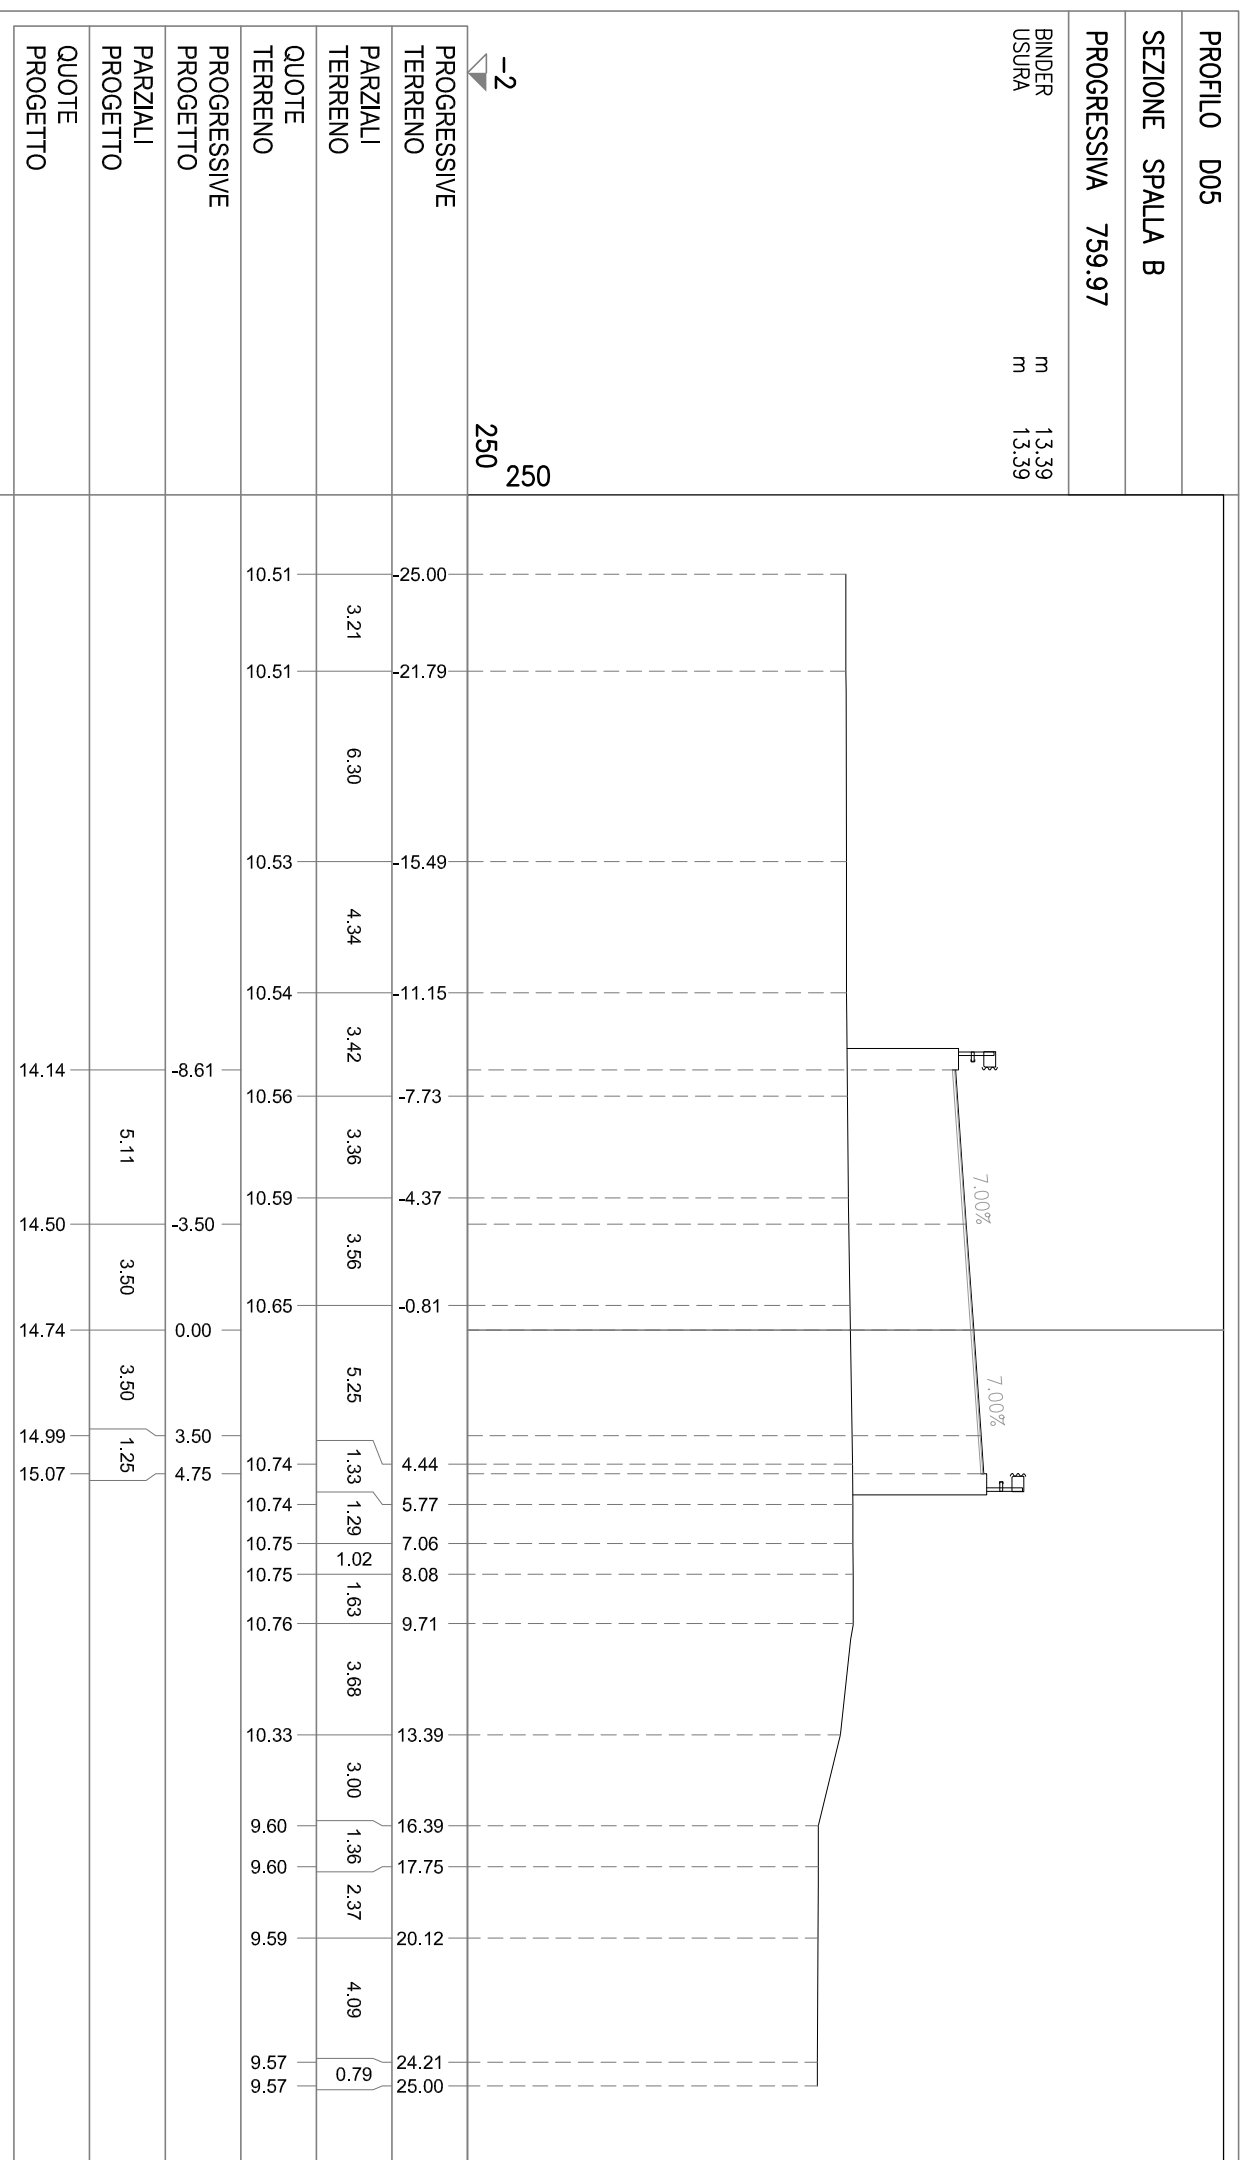 PROFILO D05
SEZIONE SPALLA B
PROGRESSIVA 759.97
BINDER m 13.39
USURA m 13.39
7.00% 7.00%
-2
250
250
PROGRESSIVE
TERRENO
-25.00 -21.79 -15.49 -11.15 -7.73 -4.37 -0.81 4.44 5.77 7.06 8.08 9.71 13.39 16.39 17.75 20.12 24.21 25.00
PARZIALI
TERRENO
3.21 6.30 4.34 3.42 3.36 3.56 5.25 1.33 1.29 1.02 1.63 3.68 3.00 1.36 2.37 4.09 0.79
QUOTE
TERRENO
10.51 10.51 10.53 10.54 10.56 10.59 10.65 10.74 10.74 10.75 10.75 10.76 10.33 9.60 9.60 9.59 9.57 9.57
PROGRESSIVE
PROGETTO
-8.61 -3.50 0.00 3.50 4.75
PARZIALI
PROGETTO
5.11 3.50 3.50 1.25
QUOTE
PROGETTO
14.14 14.50 14.74 14.99 15.07